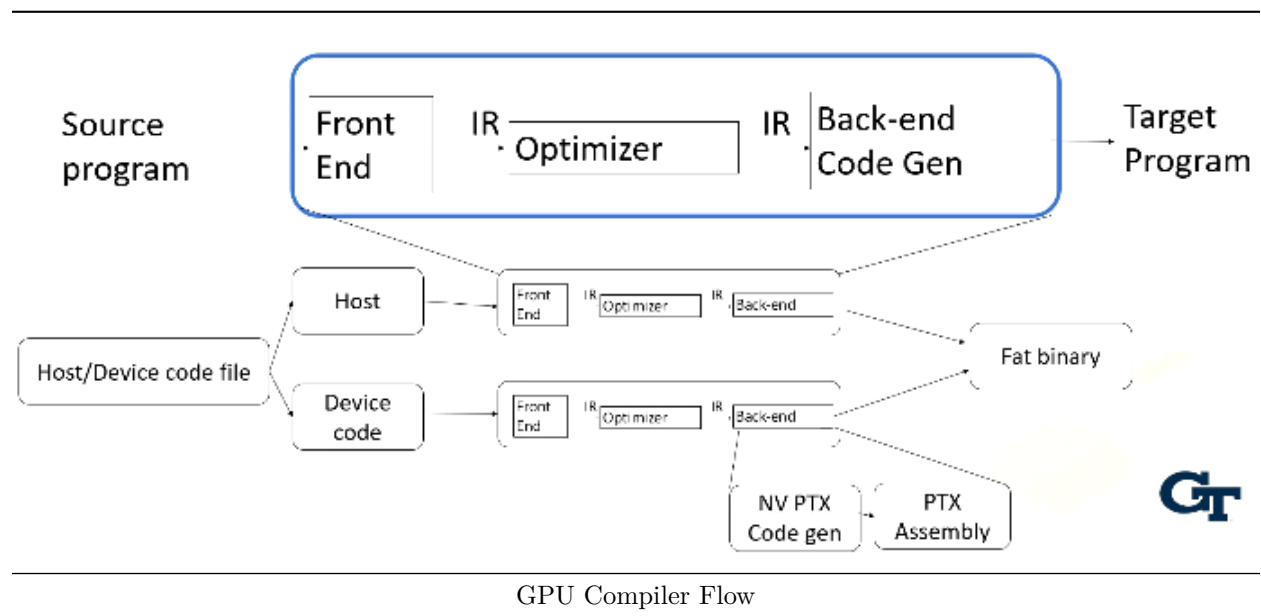 Source
program
Front
End
IR
Optimizer
IR
Back-end
Code Gen
Target
Program
Host/Device code file
Host
Front
End
IR
Optimizer
IR
Back-end
Device
code
Front
End
IR
Optimizer
IR
Back-end
Fat binary
NV PTX
Code gen
PTX
Assembly
GT
GPU Compiler Flow